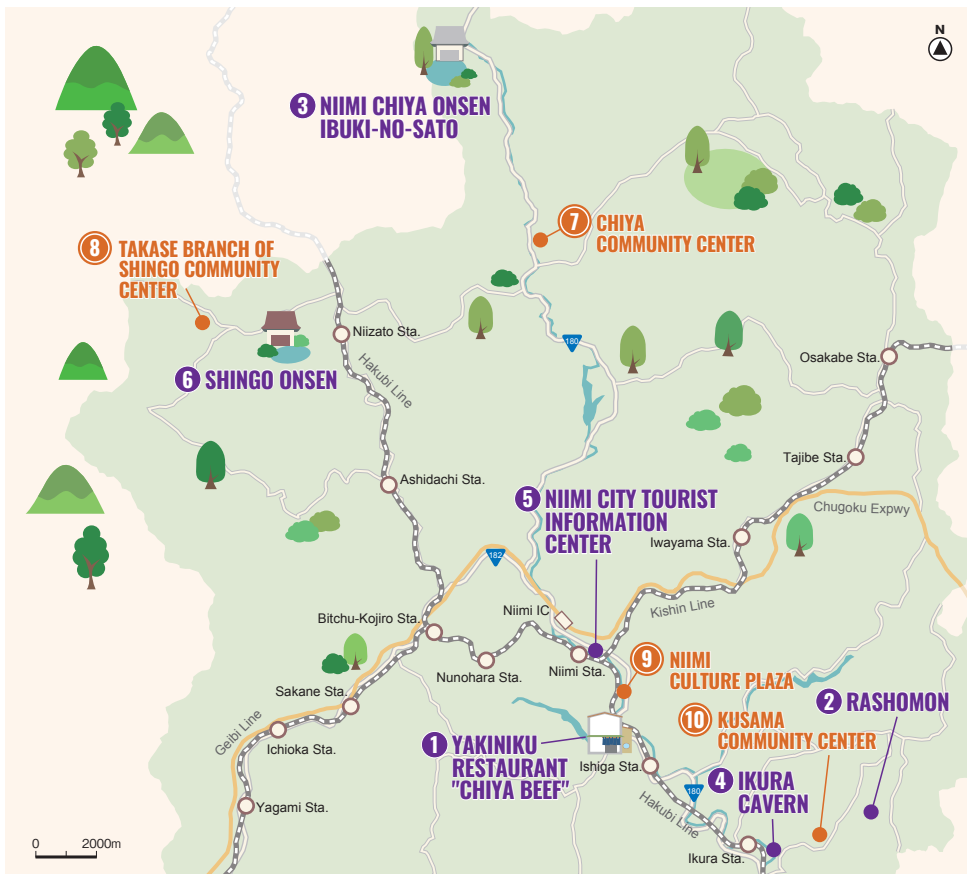 N
3 NIIMI CHIYA ONSEN
IBUKI-NO-SATO
7 CHIYA
COMMUNITY CENTER
8 TAKASE BRANCH OF
SHINGO COMMUNITY
CENTER
Niizato Sta.
180
Osakabe Sta.
6 SHINGO ONSEN
Hakubi Line
Tajibe Sta.
Ashidachi Sta.
5 NIIMI CITY TOURIST
INFORMATION
CENTER
Chugoku Expwy
Iwayama Sta.
182
Kishin Line
Niimi IC
Bitchu-Kojiro Sta.
Nunohara Sta.
Niimi Sta.
9 NIIMI
CULTURE PLAZA
Sakane Sta.
2 RASHOMON
10 KUSAMA
COMMUNITY CENTER
Geibi Line
Ichioka Sta.
1 YAKINIKU
RESTAURANT
"CHIYA BEEF"
Ishiga Sta.
4 IKURA
CAVERN
180
Hakubi Line
Yagami Sta.
Ikura Sta.
0 2000m